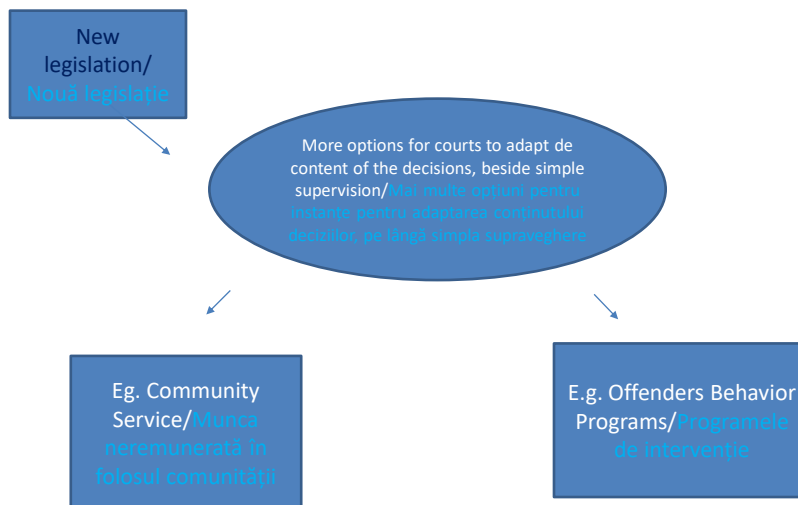 New
legislation/
Nouă legislație
More options for courts to adapt de
content of the decisions, beside simple
supervision/Mai multe opțiuni pentru
instanțe pentru adaptarea conținutului
deciziilor, pe lângă simpla supraveghere
Eg. Community
Service/Munca
neremunerată în
folosul comunității
E.g. Offenders Behavior
Programs/Programele
de intervenție